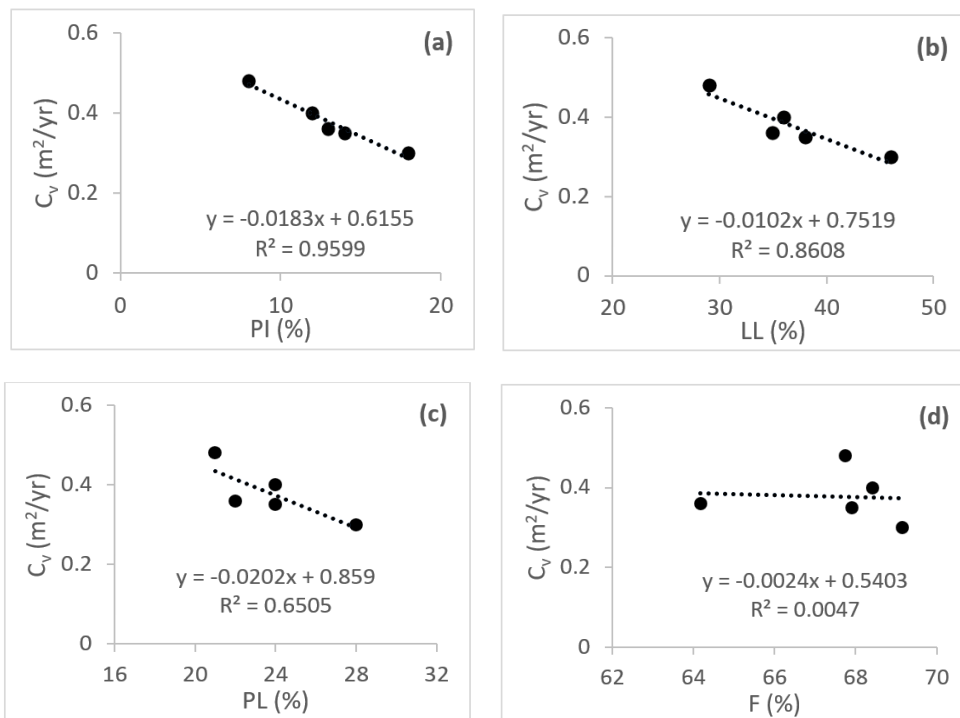 (a)
0.6
0.4
0.2
0
C_v (m²/yr)
y = -0.0183x + 0.6155
R² = 0.9599
0 10 20
PI (%)
(b)
0.6
0.4
0.2
0
C_v (m²/yr)
y = -0.0102x + 0.7519
R² = 0.8608
20 30 40 50
LL (%)
(c)
0.6
0.4
0.2
0
C_v (m²/yr)
y = -0.0202x + 0.859
R² = 0.6505
16 20 24 28 32
PL (%)
(d)
0.6
0.4
0.2
0
C_v (m²/yr)
y = -0.0024x + 0.5403
R² = 0.0047
62 64 66 68 70
F (%)